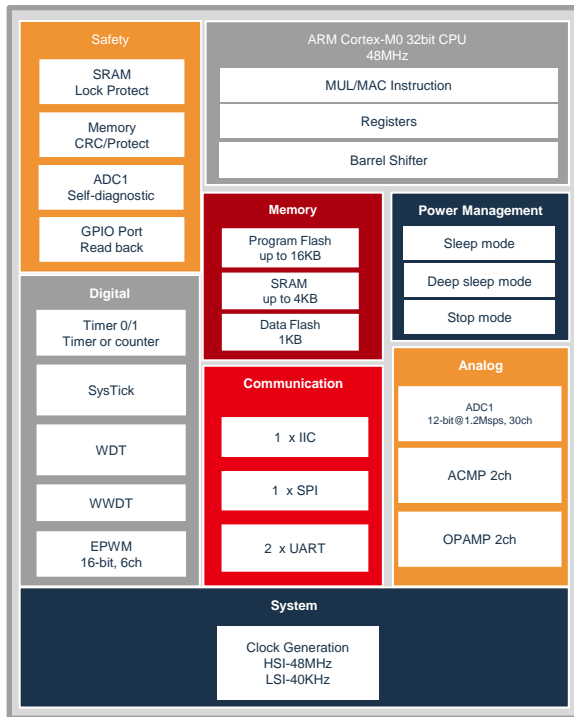 Safety
SRAM
Lock Protect
Memory
CRC/Protect
ADC1
Self-diagnostic
GPIO Port
Read back
ARM Cortex-M0 32bit CPU
48MHz
MUL/MAC Instruction
Registers
Barrel Shifter
Memory
Program Flash
up to 16KB
SRAM
up to 4KB
Data Flash
1KB
Power Management
Sleep mode
Deep sleep mode
Stop mode
Digital
Timer 0/1
Timer or counter
SysTick
WDT
WWDT
EPWM
16-bit, 6ch
Communication
1 x IIC
1 x SPI
2 x UART
Analog
ADC1
12-bit@1.2Msps, 30ch
ACMP 2ch
OPAMP 2ch
System
Clock Generation
HSI-48MHz
LSI-40KHz